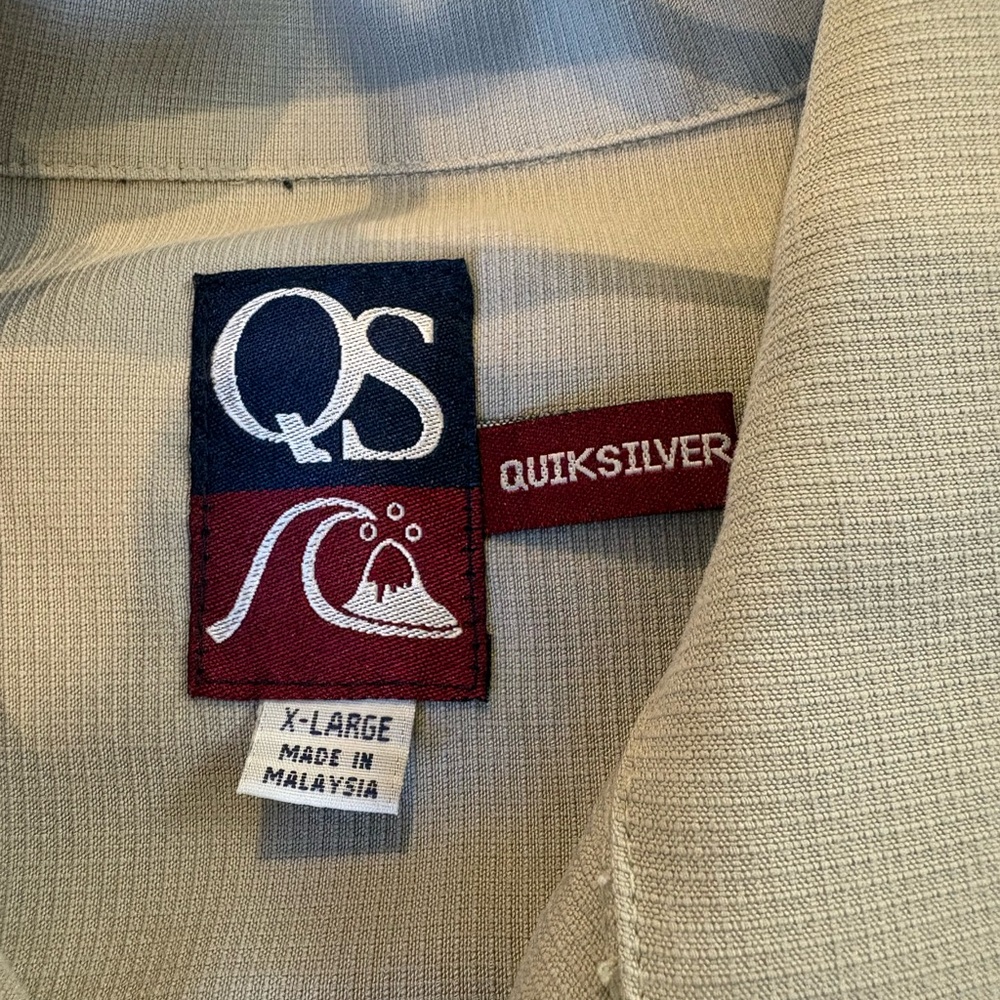 QS
QUIKSILVER
X-LARGE
MADE IN
MALAYSIA